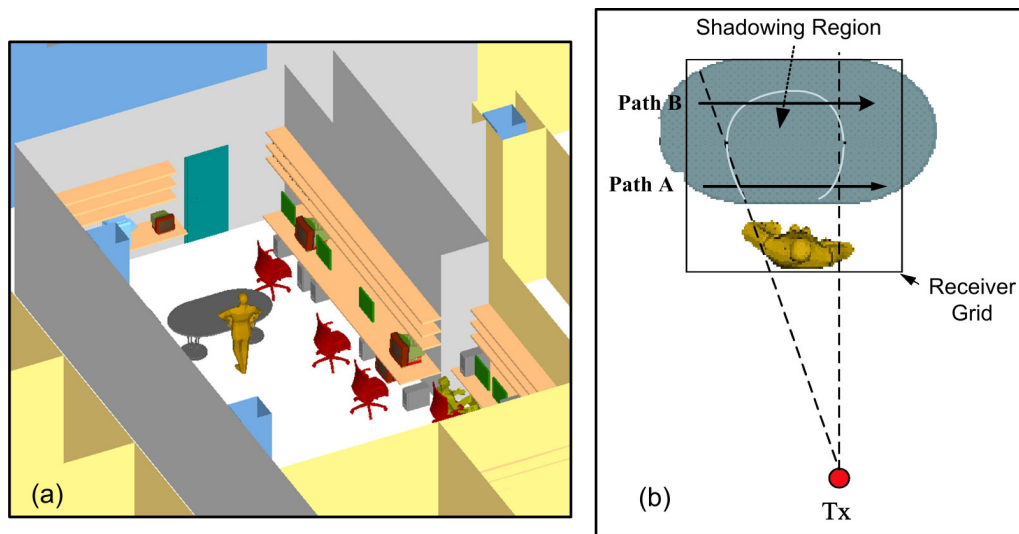 (a)
Shadowing Region
Path B
Path A
Receiver
Grid
Tx
(b)